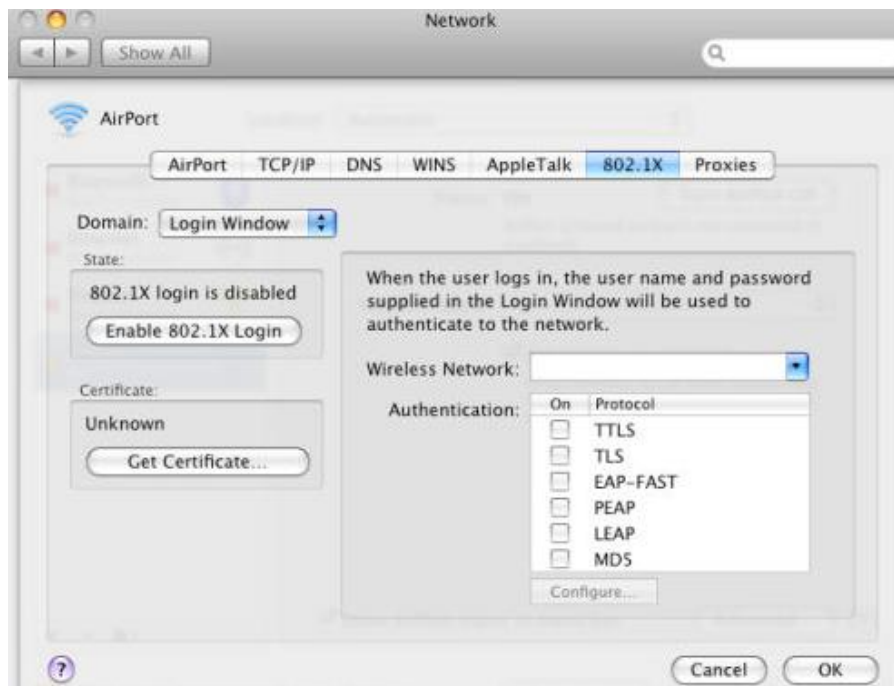 Network
Show All
AirPort
AirPort TCP/IP DNS WINS AppleTalk 802.1X Proxies
Domain: Login Window
State:
802.1X login is disabled
Enable 802.1X Login
Certificate:
Unknown
Get Certificate...
When the user logs in, the user name and password
supplied in the Login Window will be used to
authenticate to the network.
Wireless Network:
Authentication:
On Protocol
TTLS
TLS
EAP-FAST
PEAP
LEAP
MD5
Configure...
? Cancel OK